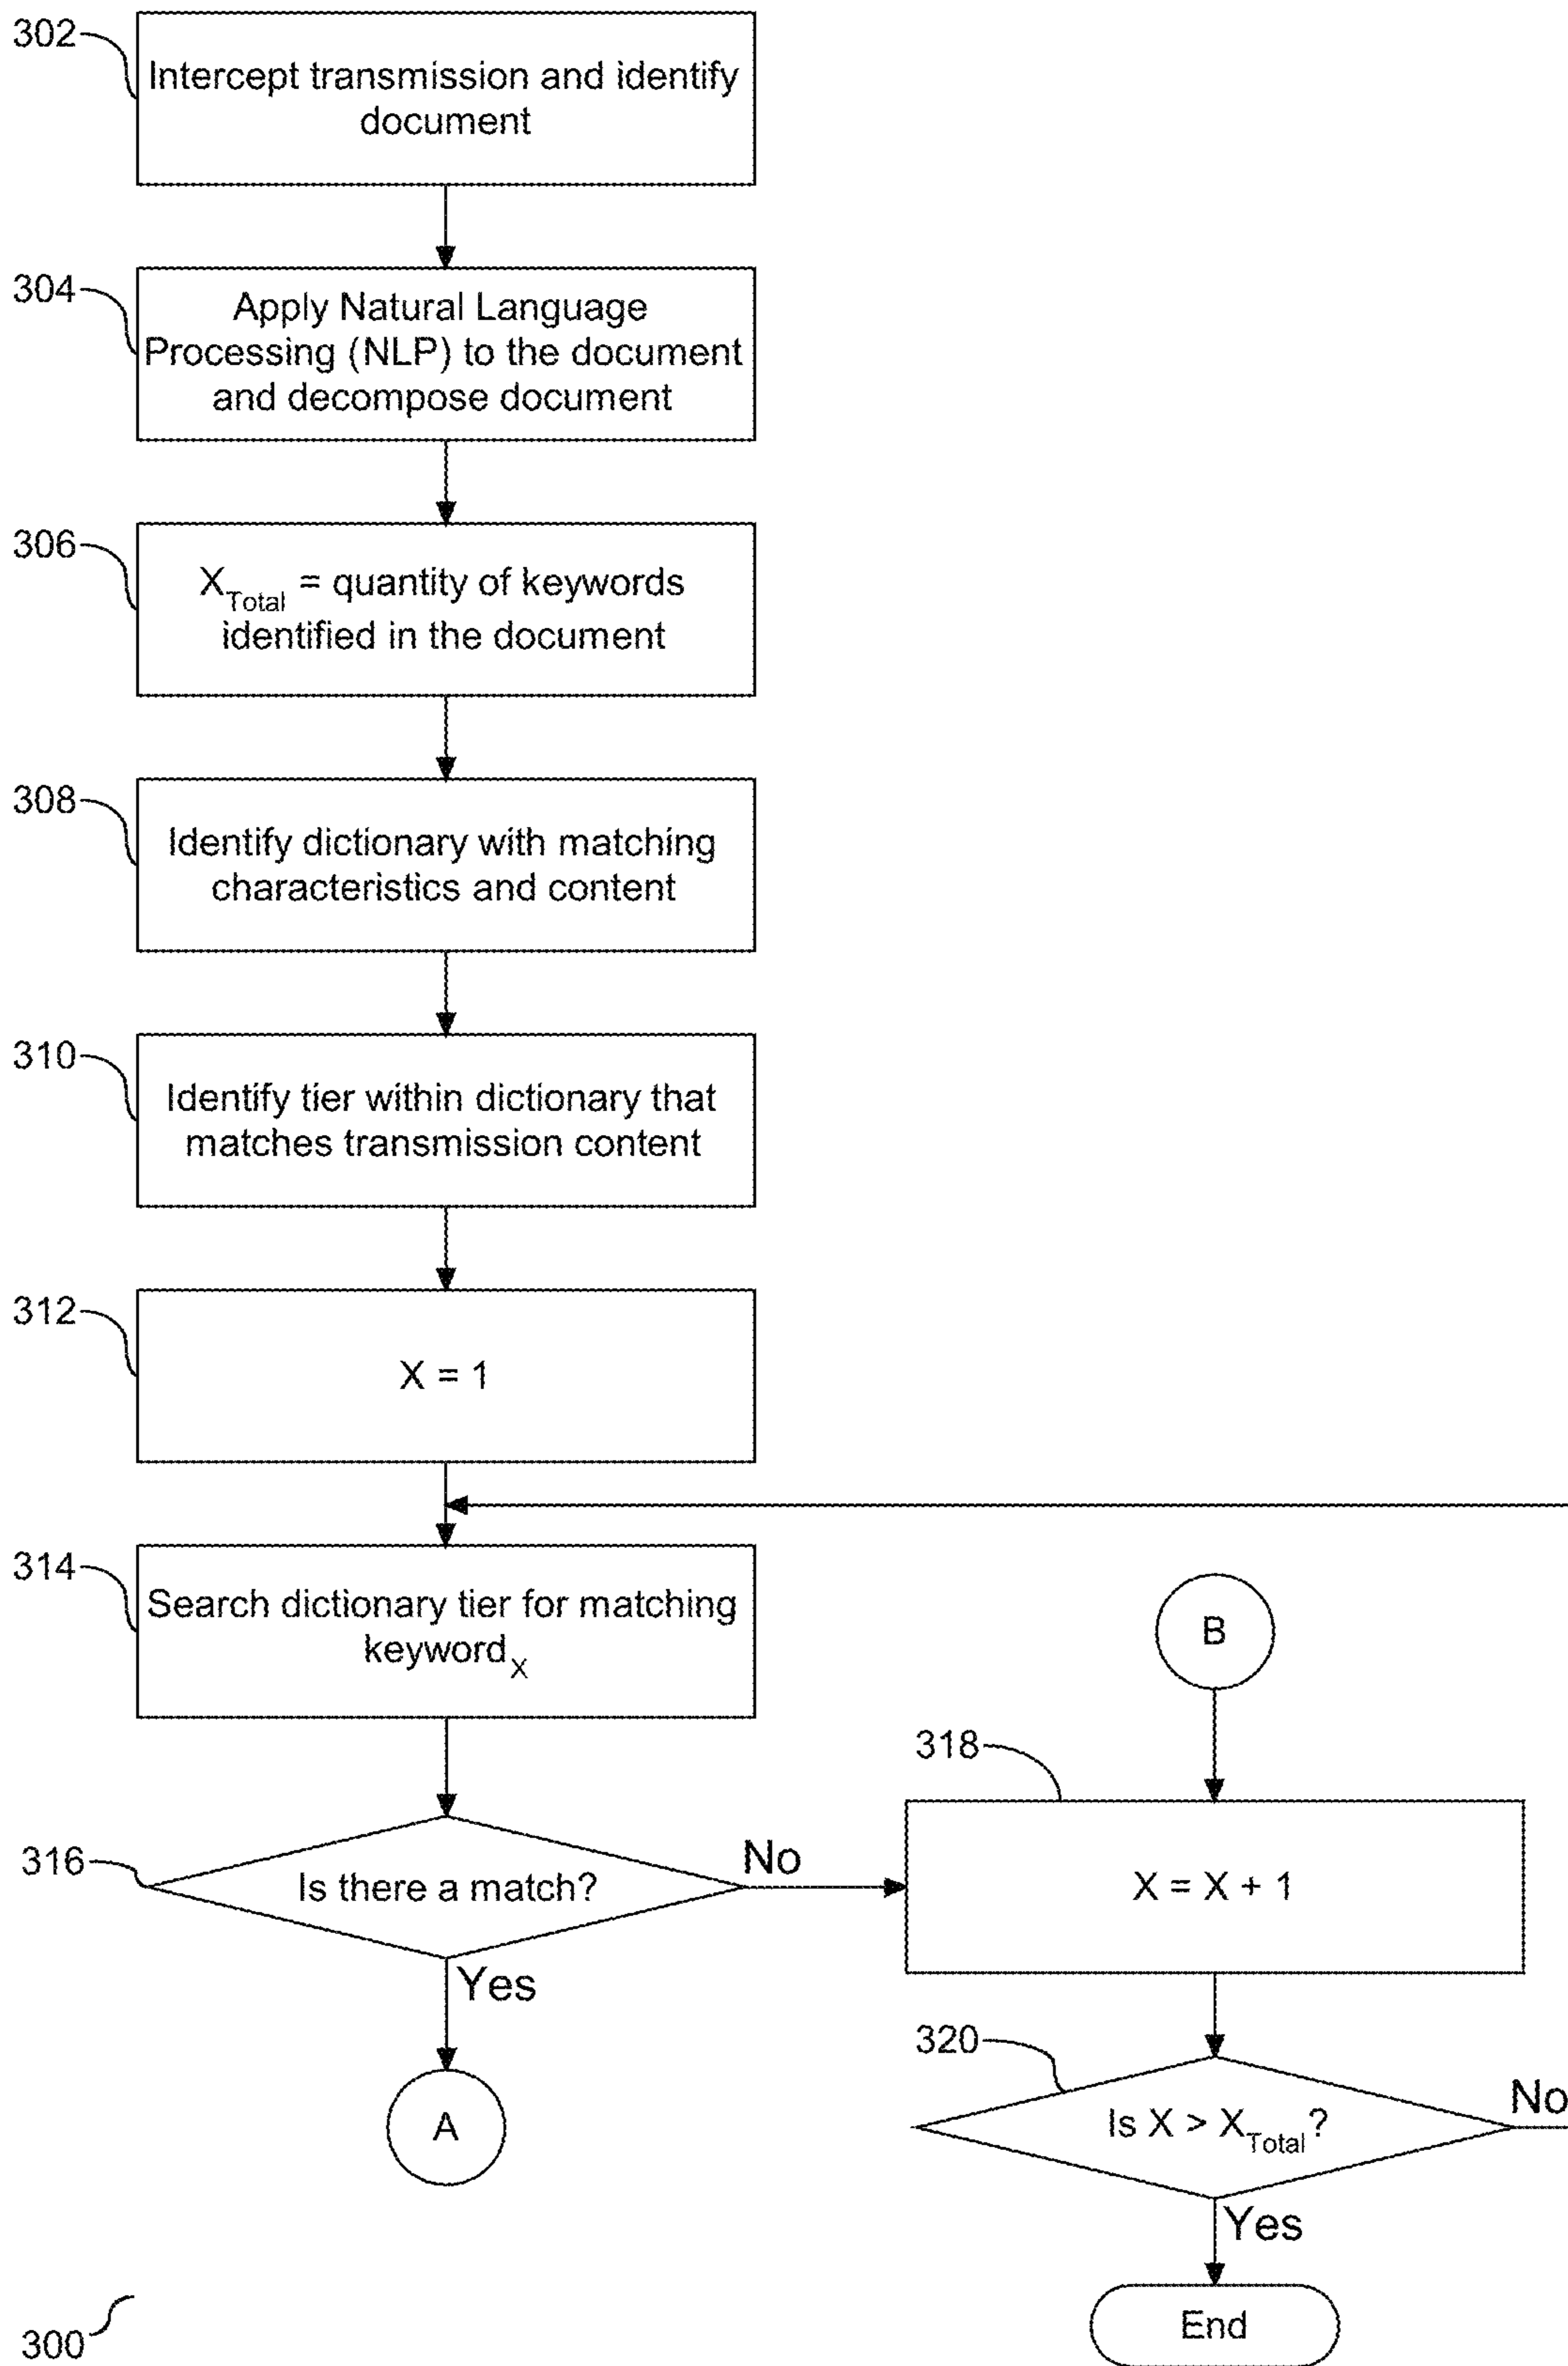 302
Intercept transmission and identify
document
304
Apply Natural Language
Processing (NLP) to the document
and decompose document
306
X_Total = quantity of keywords
identified in the document
308
Identify dictionary with matching
characteristics and content
310
Identify tier within dictionary that
matches transmission content
312
X = 1
314
Search dictionary tier for matching
keyword_X
B
318
X = X + 1
316
Is there a match?
No
Yes
A
320
Is X > X_Total?
No
Yes
End
300